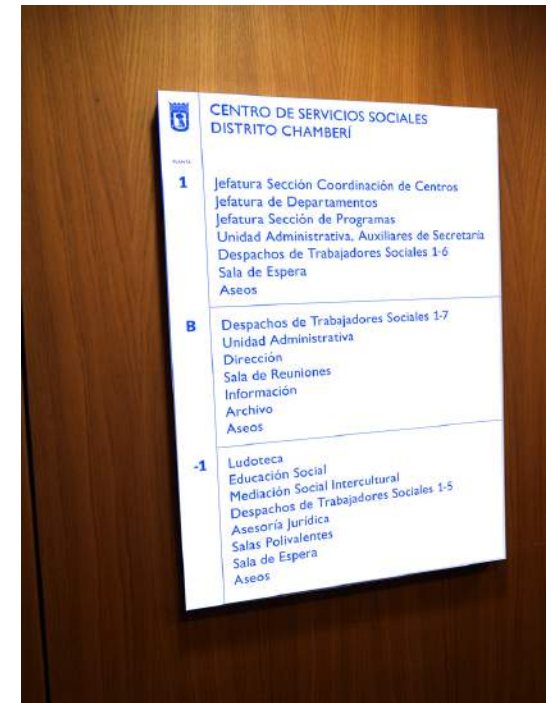 CENTRO DE SERVICIOS SOCIALES
DISTRITO CHAMBERÍ
PLANTA
1
Jefatura Sección Coordinación de Centros
Jefatura de Departamentos
Jefatura Sección de Programas
Unidad Administrativa, Auxiliares de Secretaría
Despachos de Trabajadores Sociales 1-6
Sala de Espera
Aseos
B
Despachos de Trabajadores Sociales 1-7
Unidad Administrativa
Dirección
Sala de Reuniones
Información
Archivo
Aseos
-1
Ludoteca
Educación Social
Mediación Social Intercultural
Despachos de Trabajadores Sociales 1-5
Asesoría Jurídica
Salas Polivalentes
Sala de Espera
Aseos